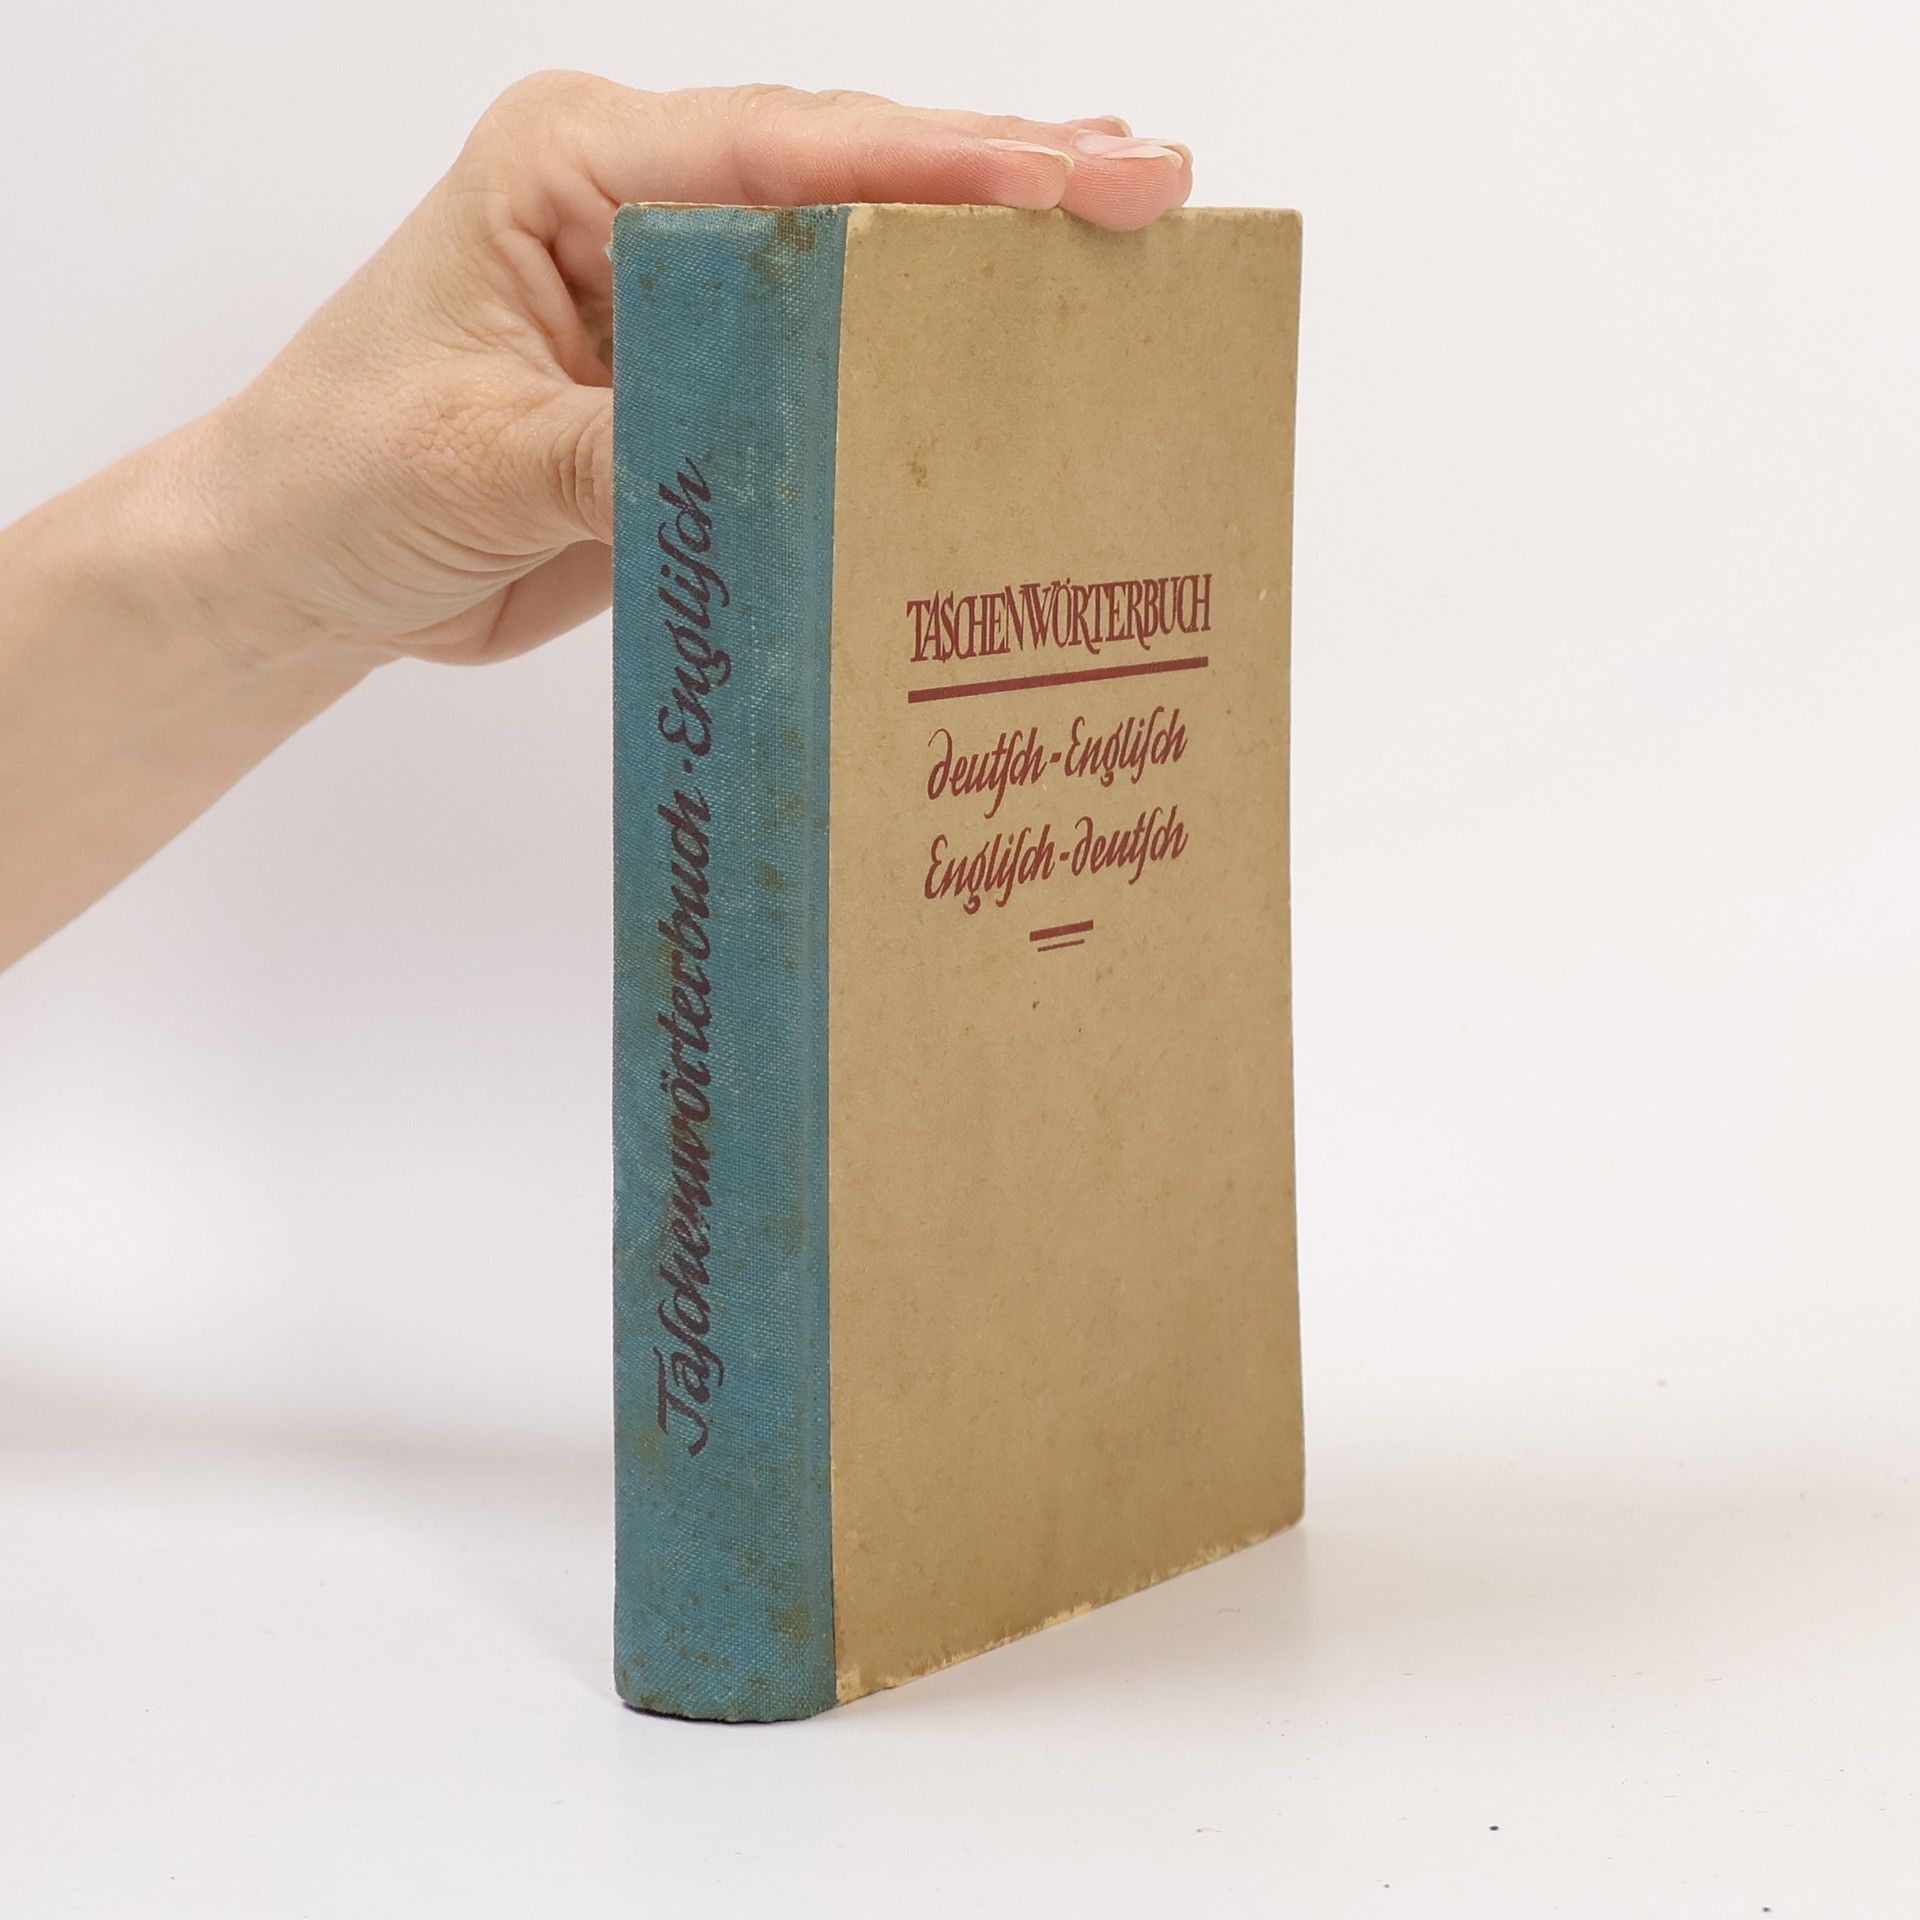 Taſchenwörterbuch · Engliſch
TASCHENWÖRTERBUCH
deutſch-Engliſch
Engliſch-deutſch